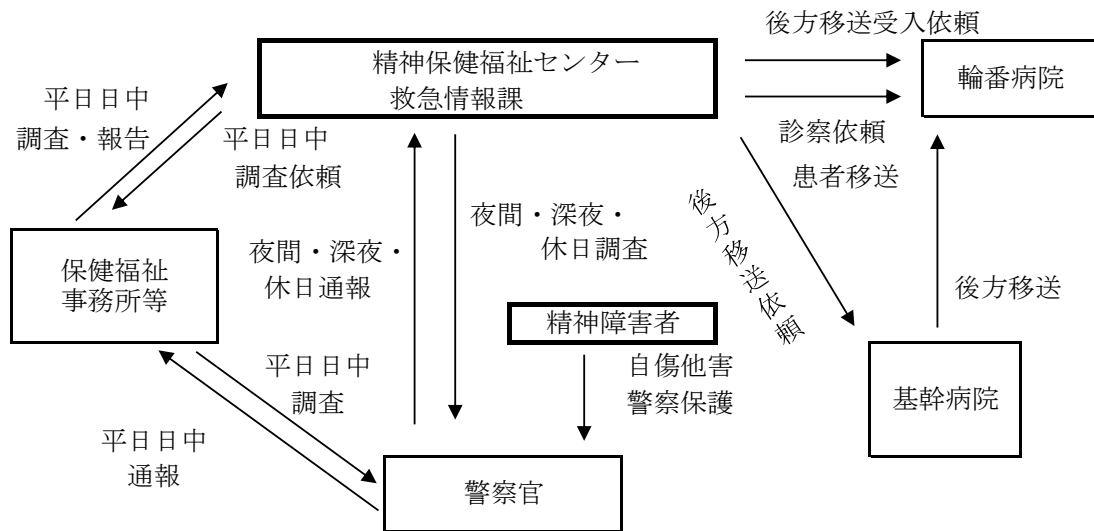 後方移送受入依頼
精神保健福祉センター
救急情報課
輪番病院
平日日中
調査・報告
平日日中
調査依頼
診察依頼
患者移送
後方移送依頼
夜間・深夜・
休日調査
夜間・深夜・
休日通報
保健福祉
事務所等
後方移送
精神障害者
自傷他害
警察保護
平日日中
調査
基幹病院
平日日中
通報
警察官